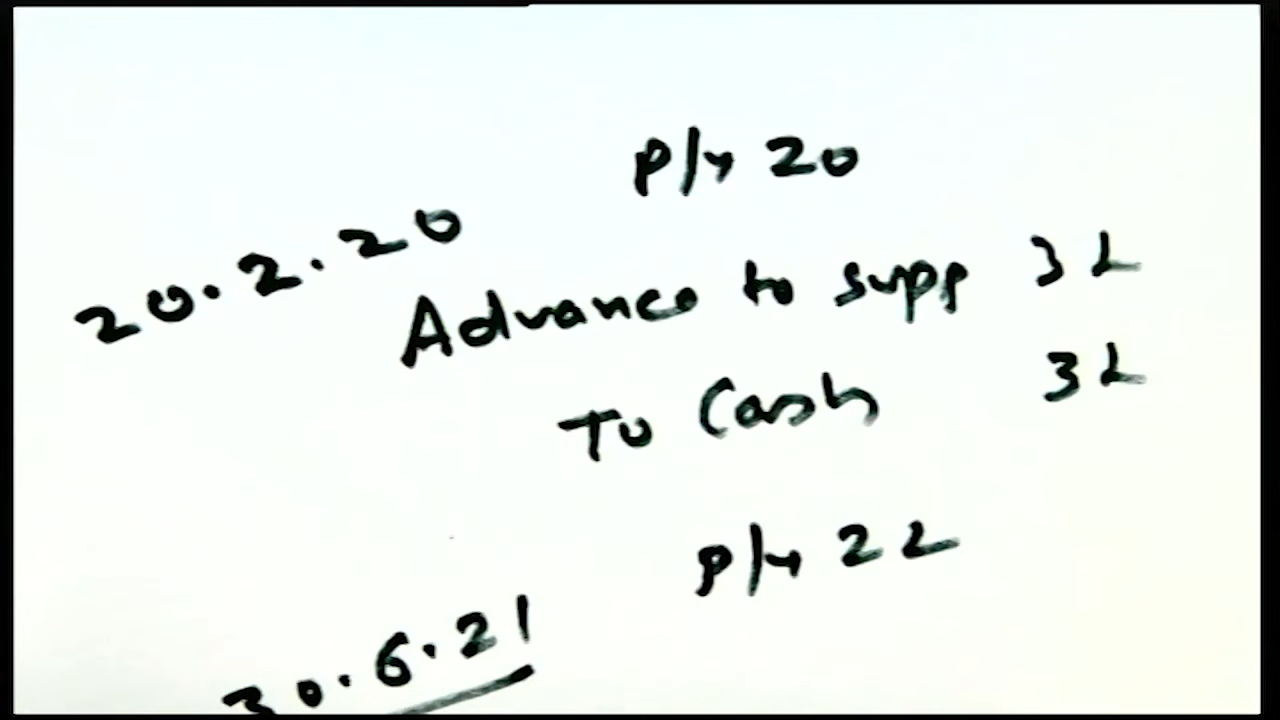 P/Y 20
20.2.20
Advance to supp 3L
To Cash 3L
P/Y 22
30.6.21